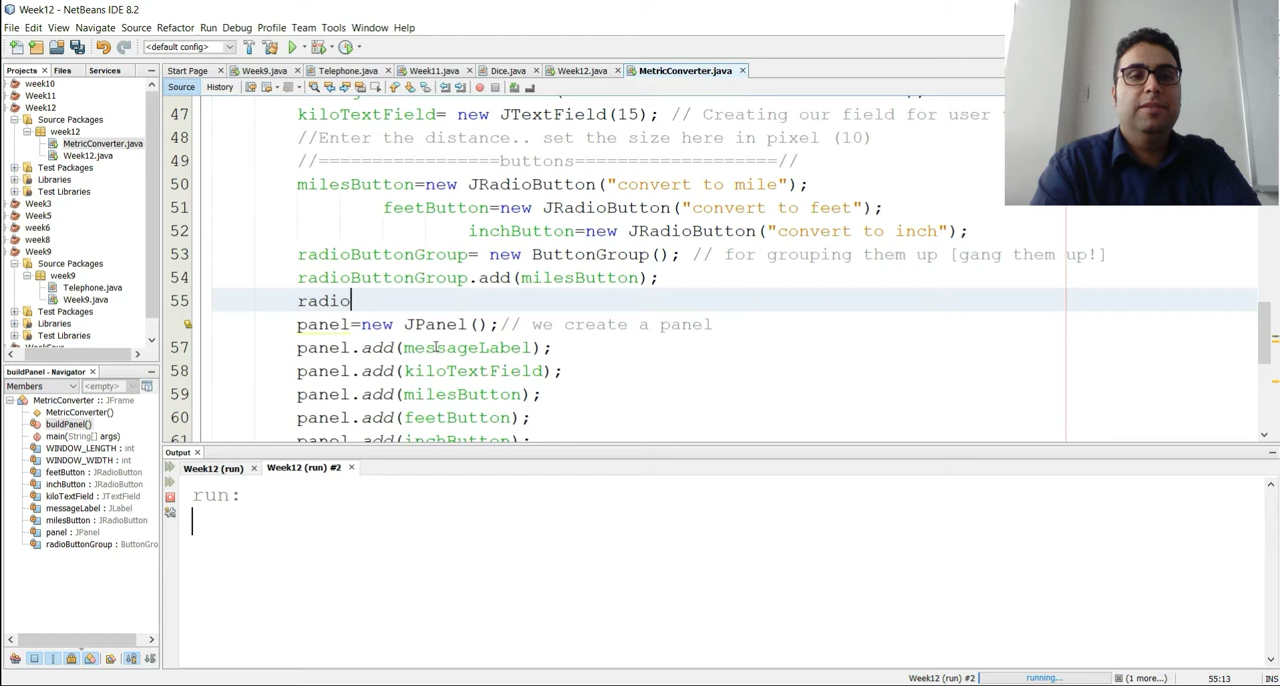 Week12 - NetBeans IDE 8.2
File Edit View Navigate Source Refactor Run Debug Profile Team Tools Window Help
<default config>
Projects Files Services
Start Page Week9.java Telephone.java Week11.java Dice.java Week12.java MetricConverter.java
Source History
week10
Week11
Week12
Source Packages
week12
MetricConverter.java
Week12.java
Test Packages
Libraries
Test Libraries
Week3
Week5
week6
week8
Week9
Source Packages
week9
Telephone.java
Week9.java
Test Packages
Libraries
Test Libraries
47 kiloTextField= new JTextField(15); // Creating our field for user
48 //Enter the distance.. set the size here in pixel (10)
49 //=================buttons===================//
50 milesButton=new JRadioButton("convert to mile");
51 feetButton=new JRadioButton("convert to feet");
52 inchButton=new JRadioButton("convert to inch");
53 radioButtonGroup= new ButtonGroup(); // for grouping them up [gang them up!]
54 radioButtonGroup.add(milesButton);
55 radio
panel=new JPanel();// we create a panel
57 panel.add(messageLabel);
58 panel.add(kiloTextField);
59 panel.add(milesButton);
60 panel.add(feetButton);
61 panel.add(inchButton);
buildPanel - Navigator
Members <empty>
MetricConverter :: JFrame
MetricConverter()
buildPanel()
main(String[] args)
WINDOW_LENGTH : int
WINDOW_WIDTH : int
feetButton : JRadioButton
inchButton : JRadioButton
kiloTextField : JTextField
messageLabel : JLabel
milesButton : JRadioButton
panel : JPanel
radioButtonGroup : ButtonGro
Output
Week12 (run) Week12 (run) #2
run:
Week12 (run) #2 running... (1 more...) 55:13 INS